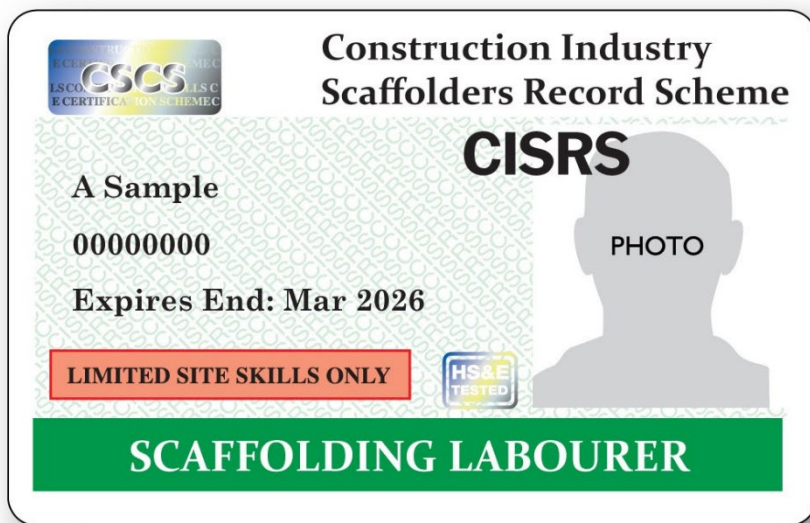 CSCS
Construction Industry
Scaffolders Record Scheme
CISRS
A Sample
00000000
PHOTO
Expires End: Mar 2026
LIMITED SITE SKILLS ONLY
HS&E
TESTED
SCAFFOLDING LABOURER